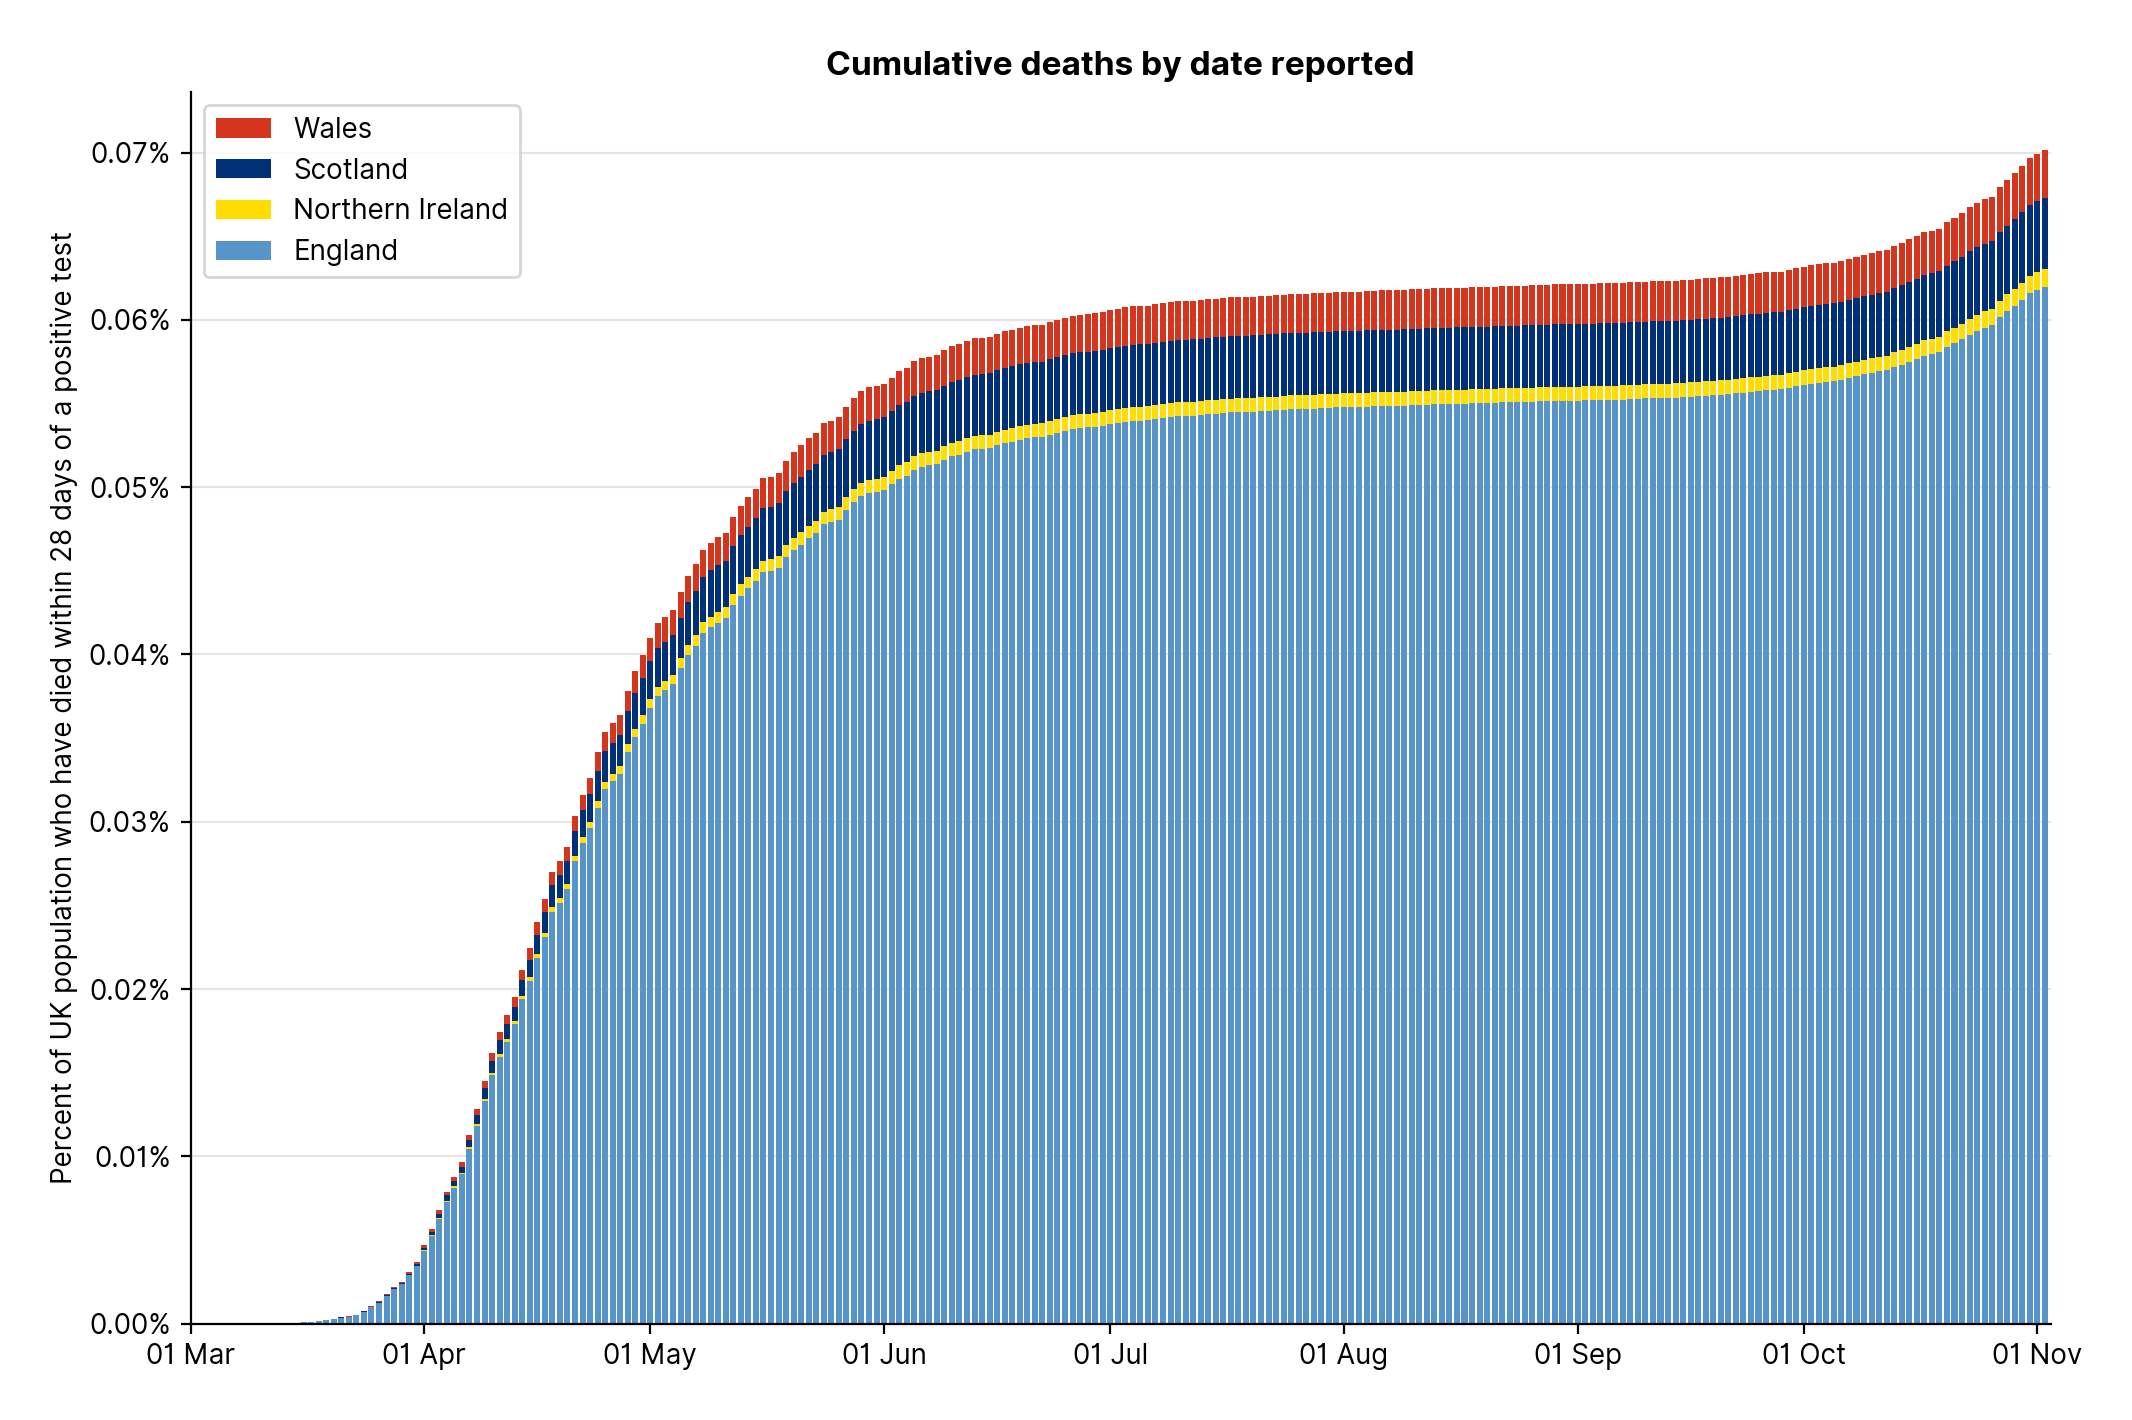 Cumulative deaths by date reported
Wales
Scotland
Northern Ireland
England
Percent of UK population who have died within 28 days of a positive test
0.07%
0.06%
0.05%
0.04%
0.03%
0.02%
0.01%
0.00%
01 Mar
01 Apr
01 May
01 Jun
01 Jul
01 Aug
01 Sep
01 Oct
01 Nov